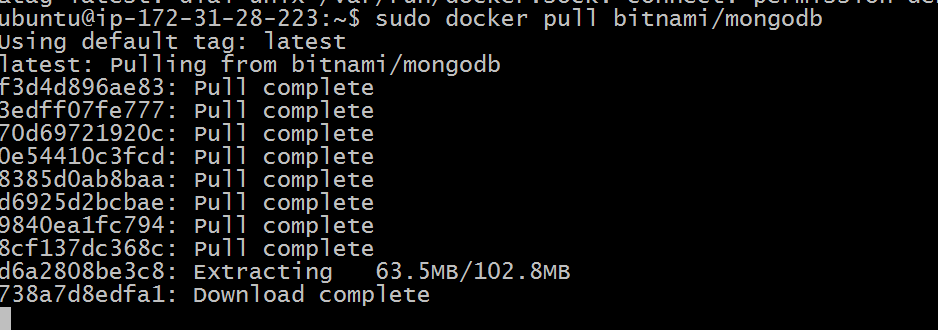 ubuntu@ip-172-31-28-223:~$ sudo docker pull bitnami/mongodb
Using default tag: latest
latest: Pulling from bitnami/mongodb
f3d4d896ae83: Pull complete
3edff07fe777: Pull complete
70d69721920c: Pull complete
0e54410c3fcd: Pull complete
8385d0ab8baa: Pull complete
d6925d2bcbae: Pull complete
9840ea1fc794: Pull complete
8cf137dc368c: Pull complete
d6a2808be3c8: Extracting   63.5MB/102.8MB
738a7d8edfa1: Download complete